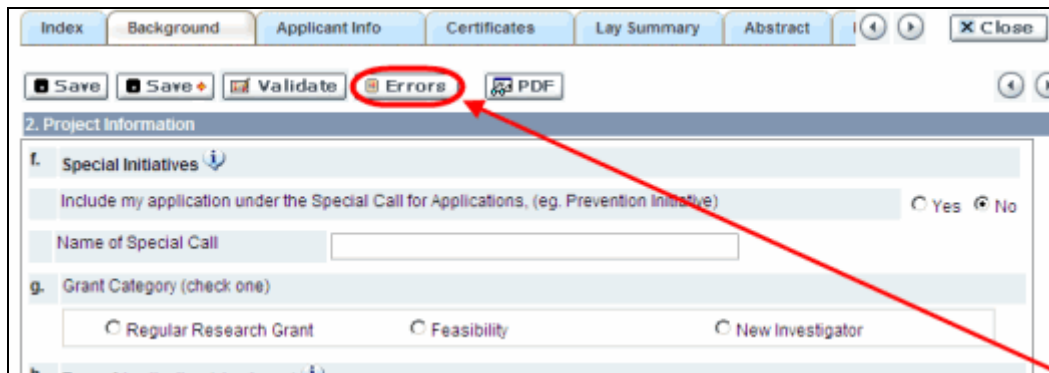 Index Background Applicant Info Certificates Lay Summary Abstract Close
Save Save Validate Errors PDF
2. Project Information
f. Special Initiatives
Include my application under the Special Call for Applications, (eg. Prevention Initiative) Yes No
Name of Special Call
g. Grant Category (check one)
Regular Research Grant Feasibility New Investigator